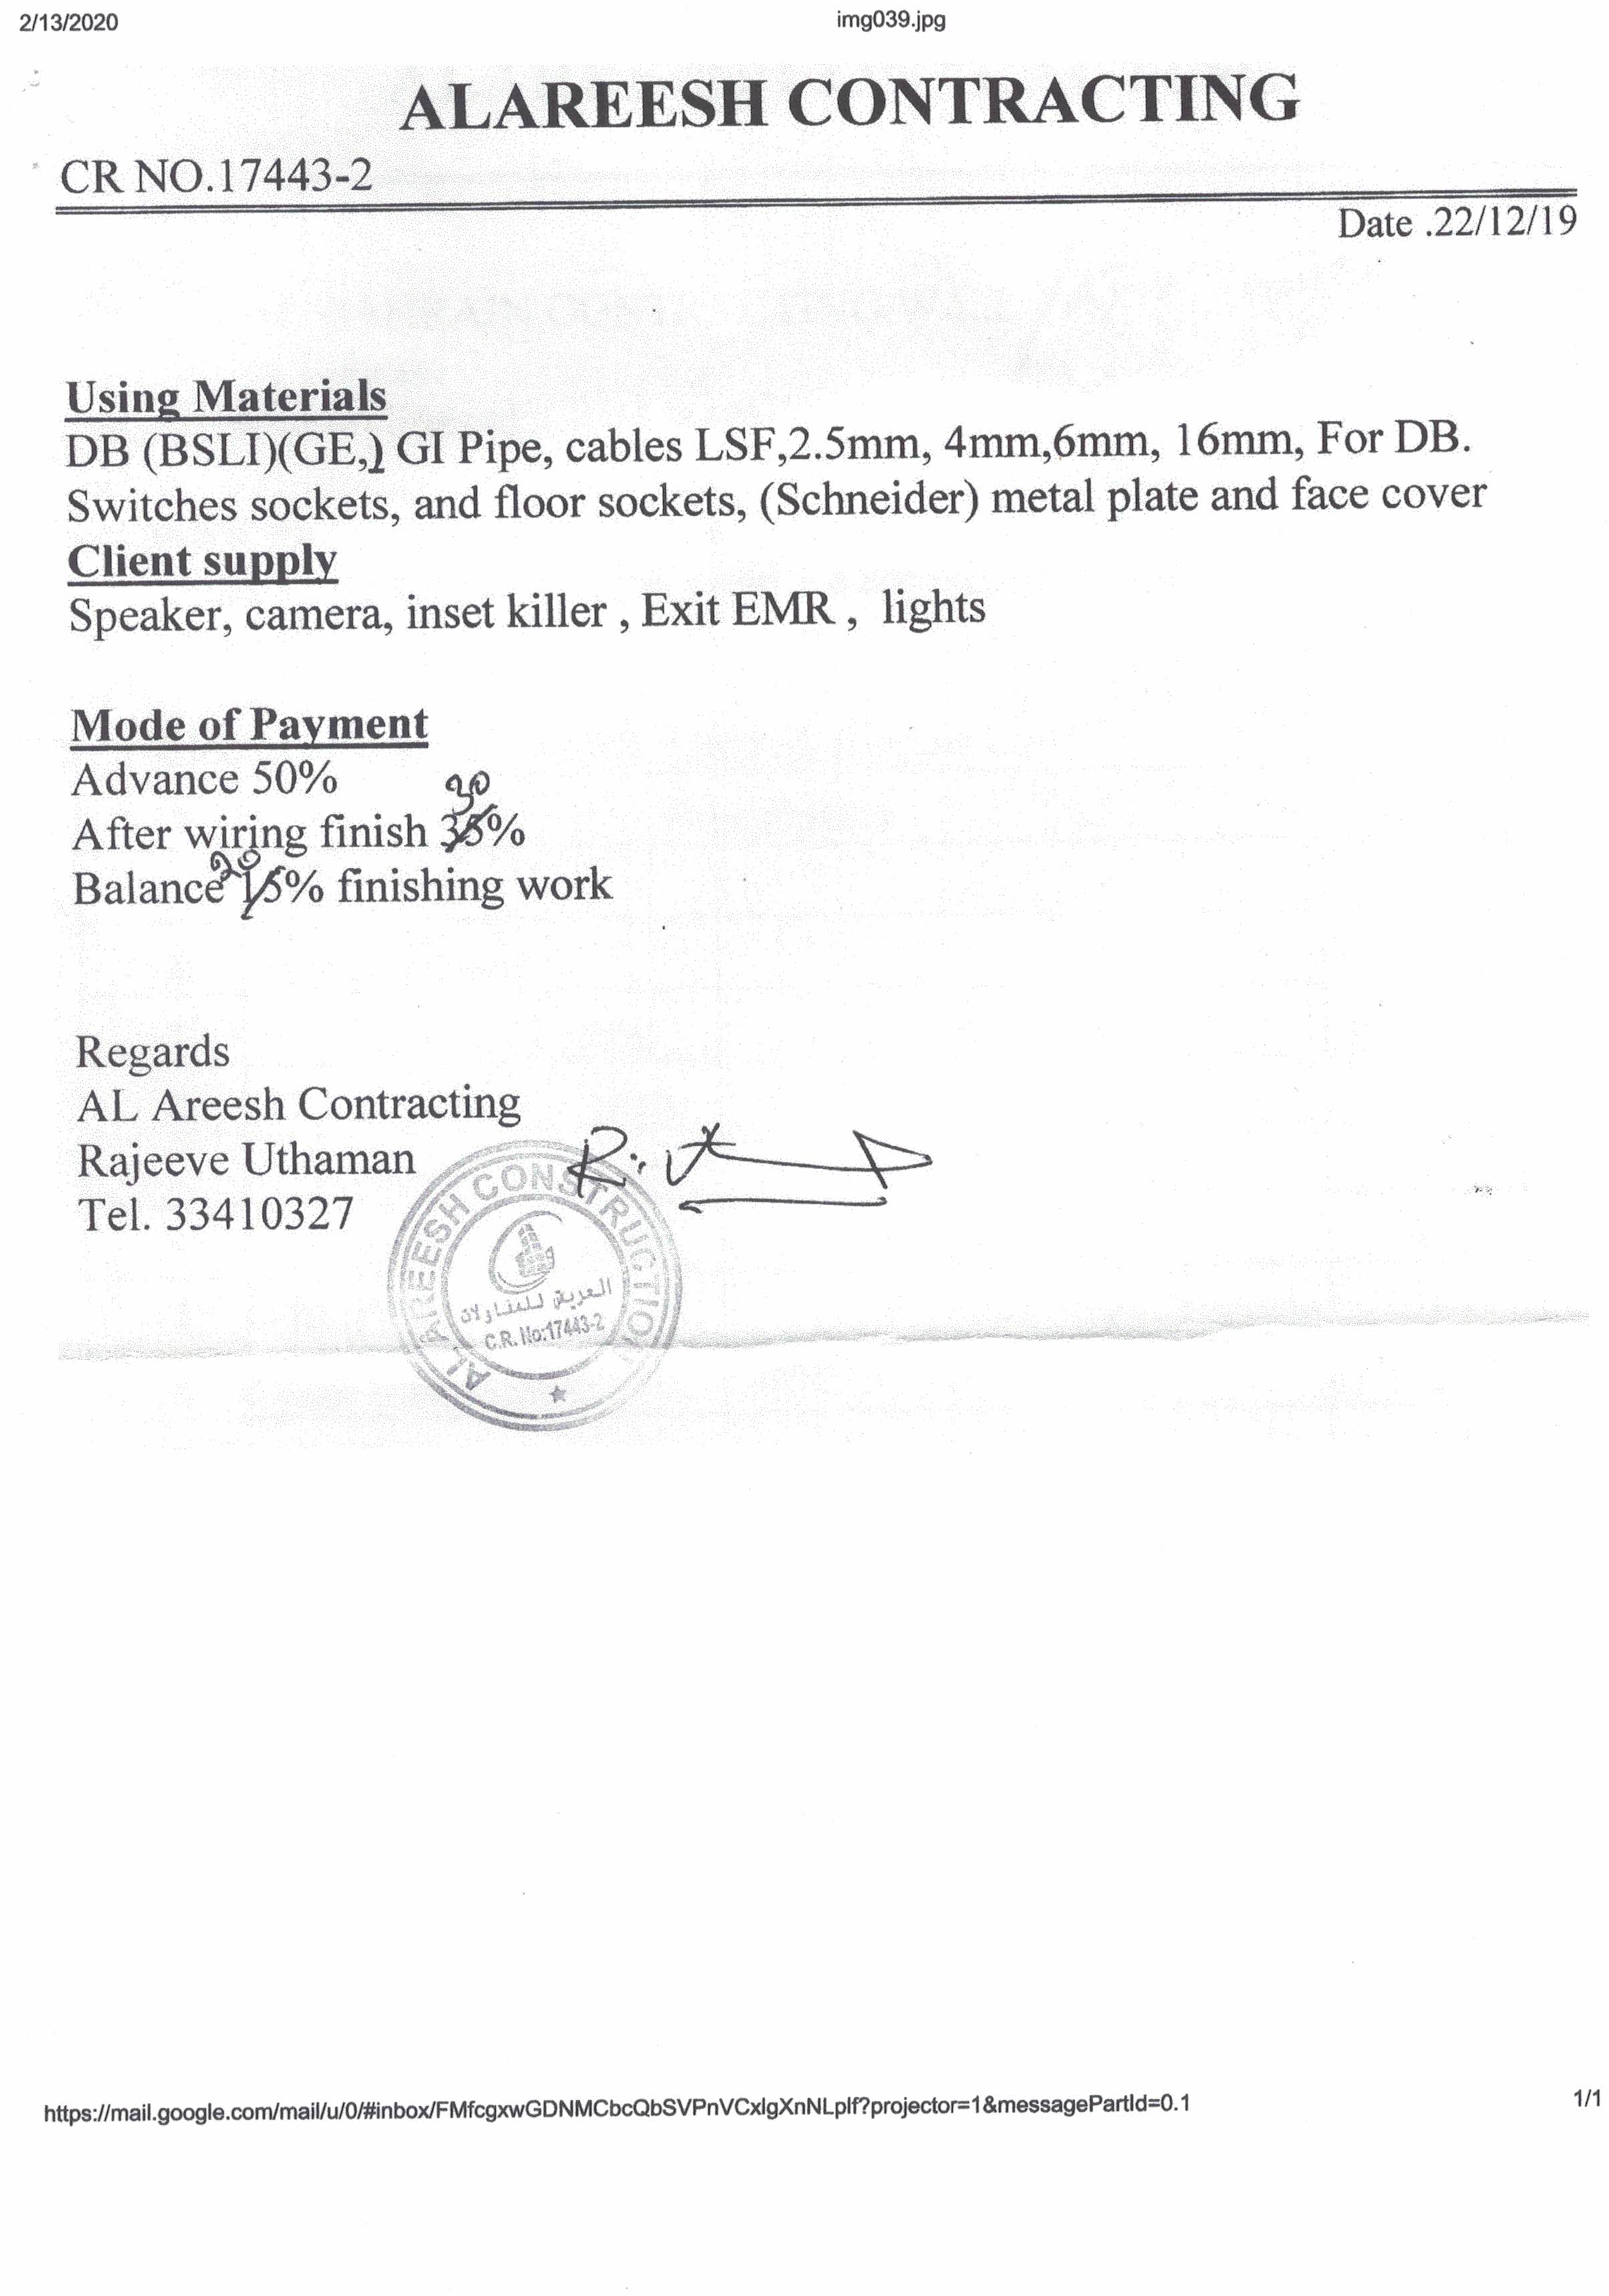 2/13/2020
img039.jpg
ALAREESH CONTRACTING
CR NO.17443-2
Date .22/12/19
Using Materials
DB (BSLI)(GE,) GI Pipe, cables LSF,2.5mm, 4mm,6mm, 16mm, For DB.
Switches sockets, and floor sockets, (Schneider) metal plate and face cover
Client supply
Speaker, camera, inset killer , Exit EMR , lights
Mode of Payment
Advance 50%
30
After wiring finish 35%
20
Balance 15% finishing work
Regards
AL Areesh Contracting
Rajeeve Uthaman
Tel. 33410327
AL AREESH CONSTRUCTION
العريش للمقاولات
C.R. No:17443-2
https://mail.google.com/mail/u/0/#inbox/FMfcgxwGDNMCbcQbSVPnVCxlgXnNLplf?projector=1&messagePartId=0.1
1/1